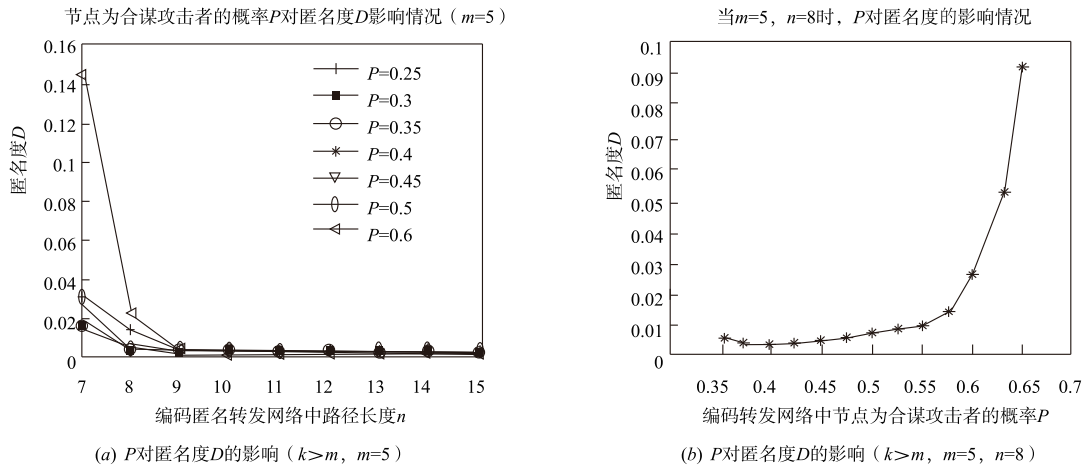 节点为合谋攻击者的概率P对匿名度D影响情况（m=5）
0.16
0.14
0.12
0.1
0.08
0.06
0.04
0.02
0
匿名度D
P=0.25
P=0.3
P=0.35
P=0.4
P=0.45
P=0.5
P=0.6
7 8 9 10 11 12 13 14 15
编码匿名转发网络中路径长度n
(a) P对匿名度D的影响（k>m，m=5）
当m=5，n=8时，P对匿名度的影响情况
0.1
0.09
0.08
0.07
0.06
0.05
0.04
0.03
0.02
0.01
0
匿名度D
0.35 0.4 0.45 0.5 0.55 0.6 0.65 0.7
编码转发网络中节点为合谋攻击者的概率P
(b) P对匿名度D的影响（k>m，m=5，n=8）